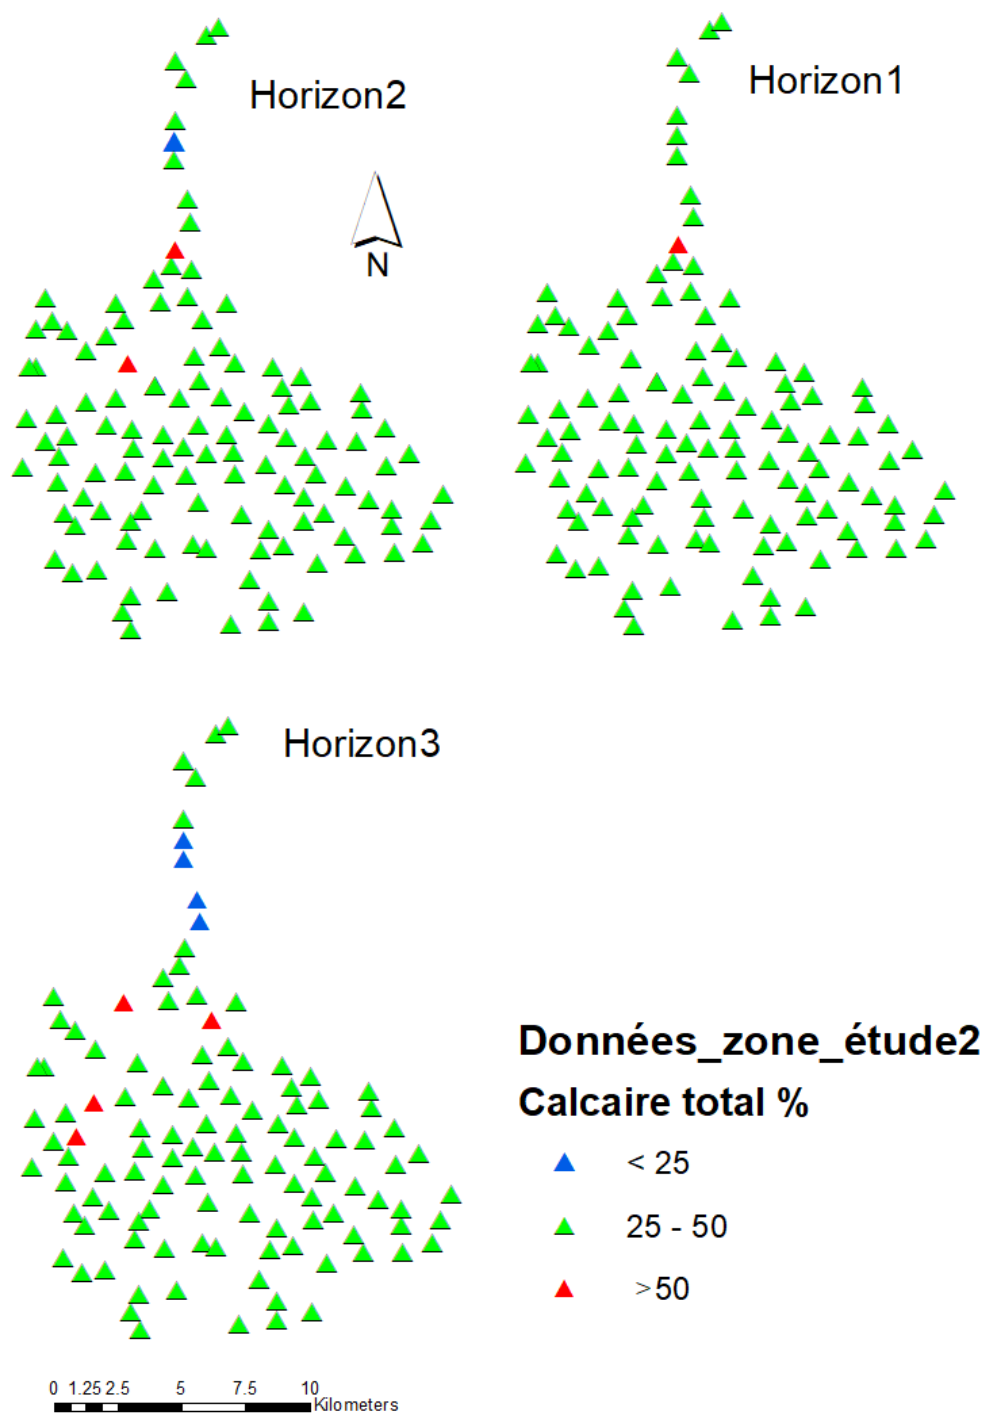 Horizon2
Horizon1
N
Horizon3
Données_zone_étude2
Calcaire total %
< 25
25 - 50
>50
0 1.25 2.5 5 7.5 10
Kilometers